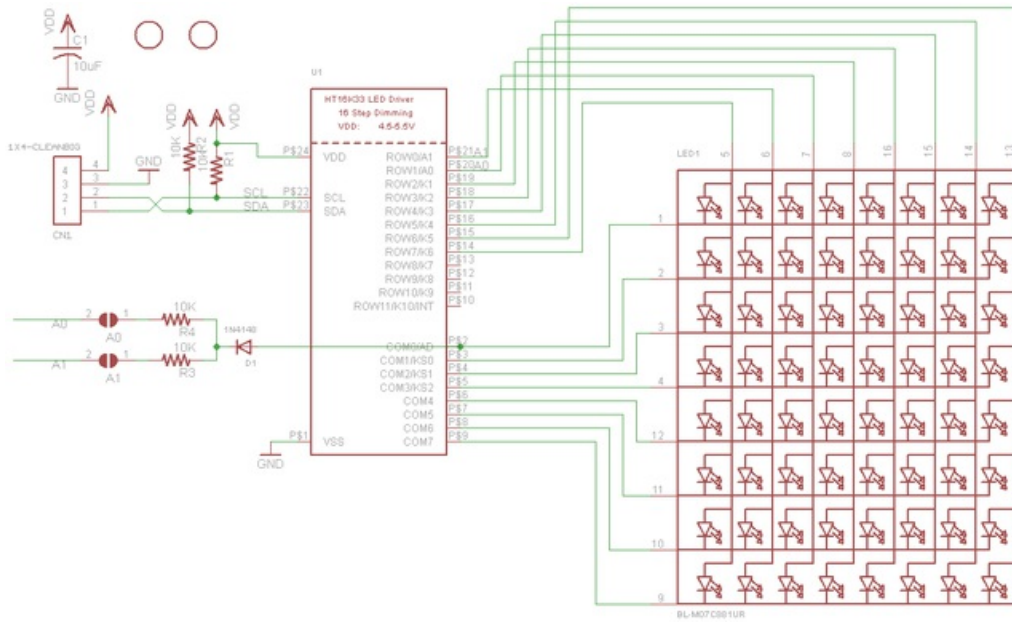 VDD
C1
10uF
GND
VDD
1X4-CLEANBIG
4
3
2
1
CN1
GND
VDD
VDD
10K
R2
10K
R1
SCL
SDA
U1
HT16K33 LED Driver
16 Step Dimming
VDD: 4.5-5.5V
P$24
VDD
P$22
SCL
P$23
SDA
ROW0/A1
P$21
A1
ROW1/A0
P$20
A0
ROW2/K1
P$19
ROW3/K2
P$18
ROW4/K3
P$17
ROW5/K4
P$16
ROW6/K5
P$15
ROW7/K6
P$14
ROW8/K7
P$13
ROW9/K8
P$12
ROW10/K9
P$11
ROW11/K10/INT
P$10
COM0/AD
P$2
COM1/KS0
P$3
COM2/KS1
P$4
COM3/KS2
P$5
COM4
P$6
COM5
P$7
COM6
P$8
COM7
P$9
P$1
VSS
GND
A0
2
1
A0
10K
R4
A1
2
1
A1
10K
R3
1N4148
D1
LED1
5
6
7
8
16
15
14
13
1
2
3
4
12
11
10
9